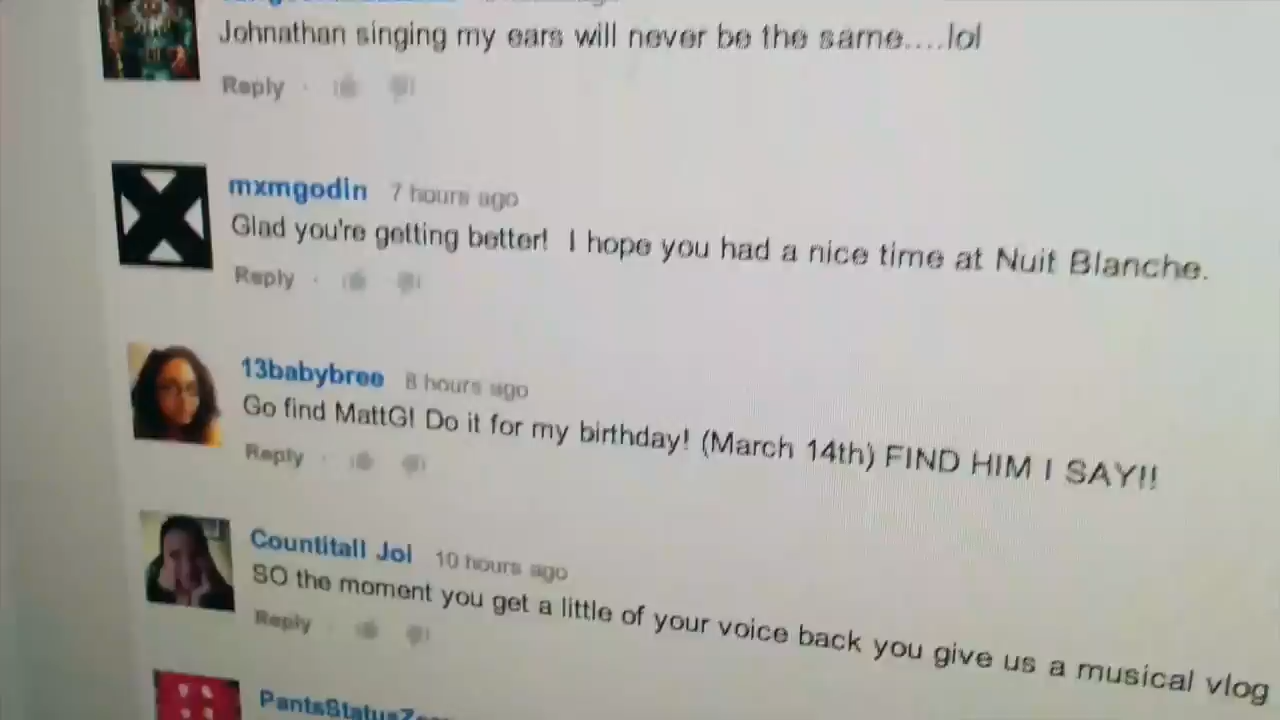 Johnathan singing my ears will never be the same....lol
Reply
mxmgodin 7 hours ago
Glad you're getting better! I hope you had a nice time at Nuit Blanche.
Reply
13babybree 8 hours ago
Go find MattG! Do it for my birthday! (March 14th) FIND HIM I SAY!!
Reply
Countitall Joi 10 hours ago
SO the moment you get a little of your voice back you give us a musical vlog
Reply